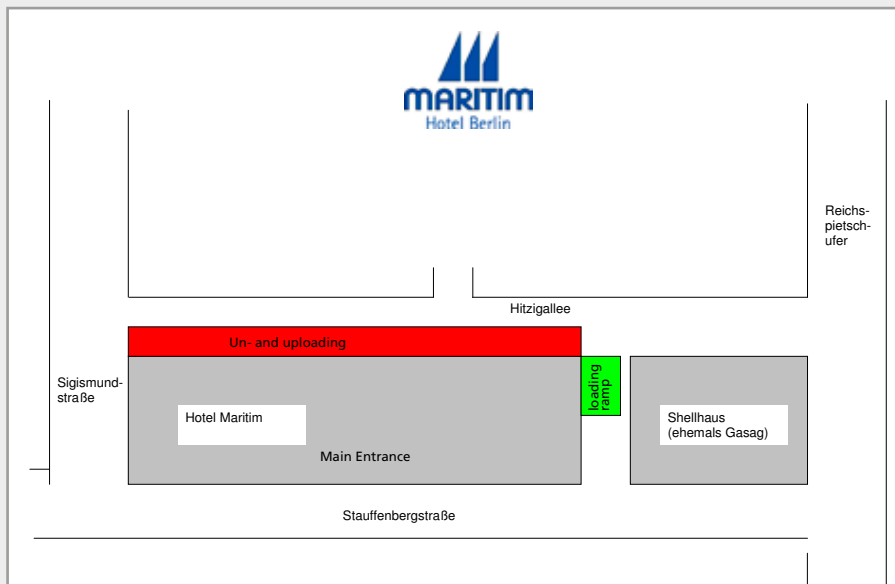 MARITIM
Hotel Berlin
Reichs-
pietsch-
ufer
Hitzigallee
Un- and uploading
loading
ramp
Sigismund-
straße
Hotel Maritim
Shellhaus
(ehemals Gasag)
Main Entrance
Stauffenbergstraße